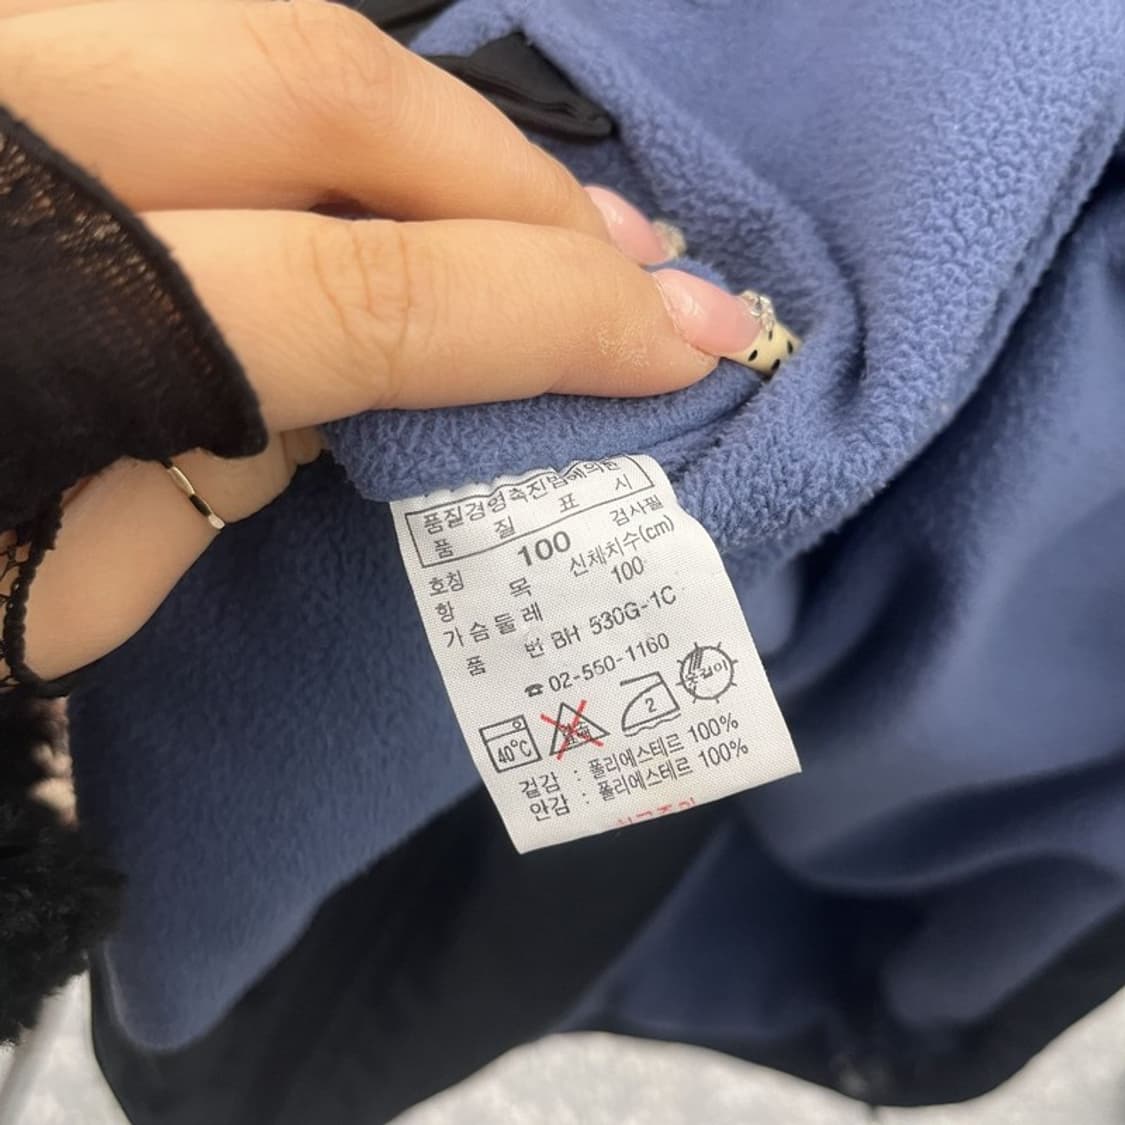 품질경영촉진법에의한
품 질 표 시
검사필
호칭 100
항 목 신체치수(cm)
가슴둘레 100
품 번 BH 530G-1C
☎ 02-550-1160
40℃
2
옷걸이
겉감 : 폴리에스테르 100%
안감 : 폴리에스테르 100%